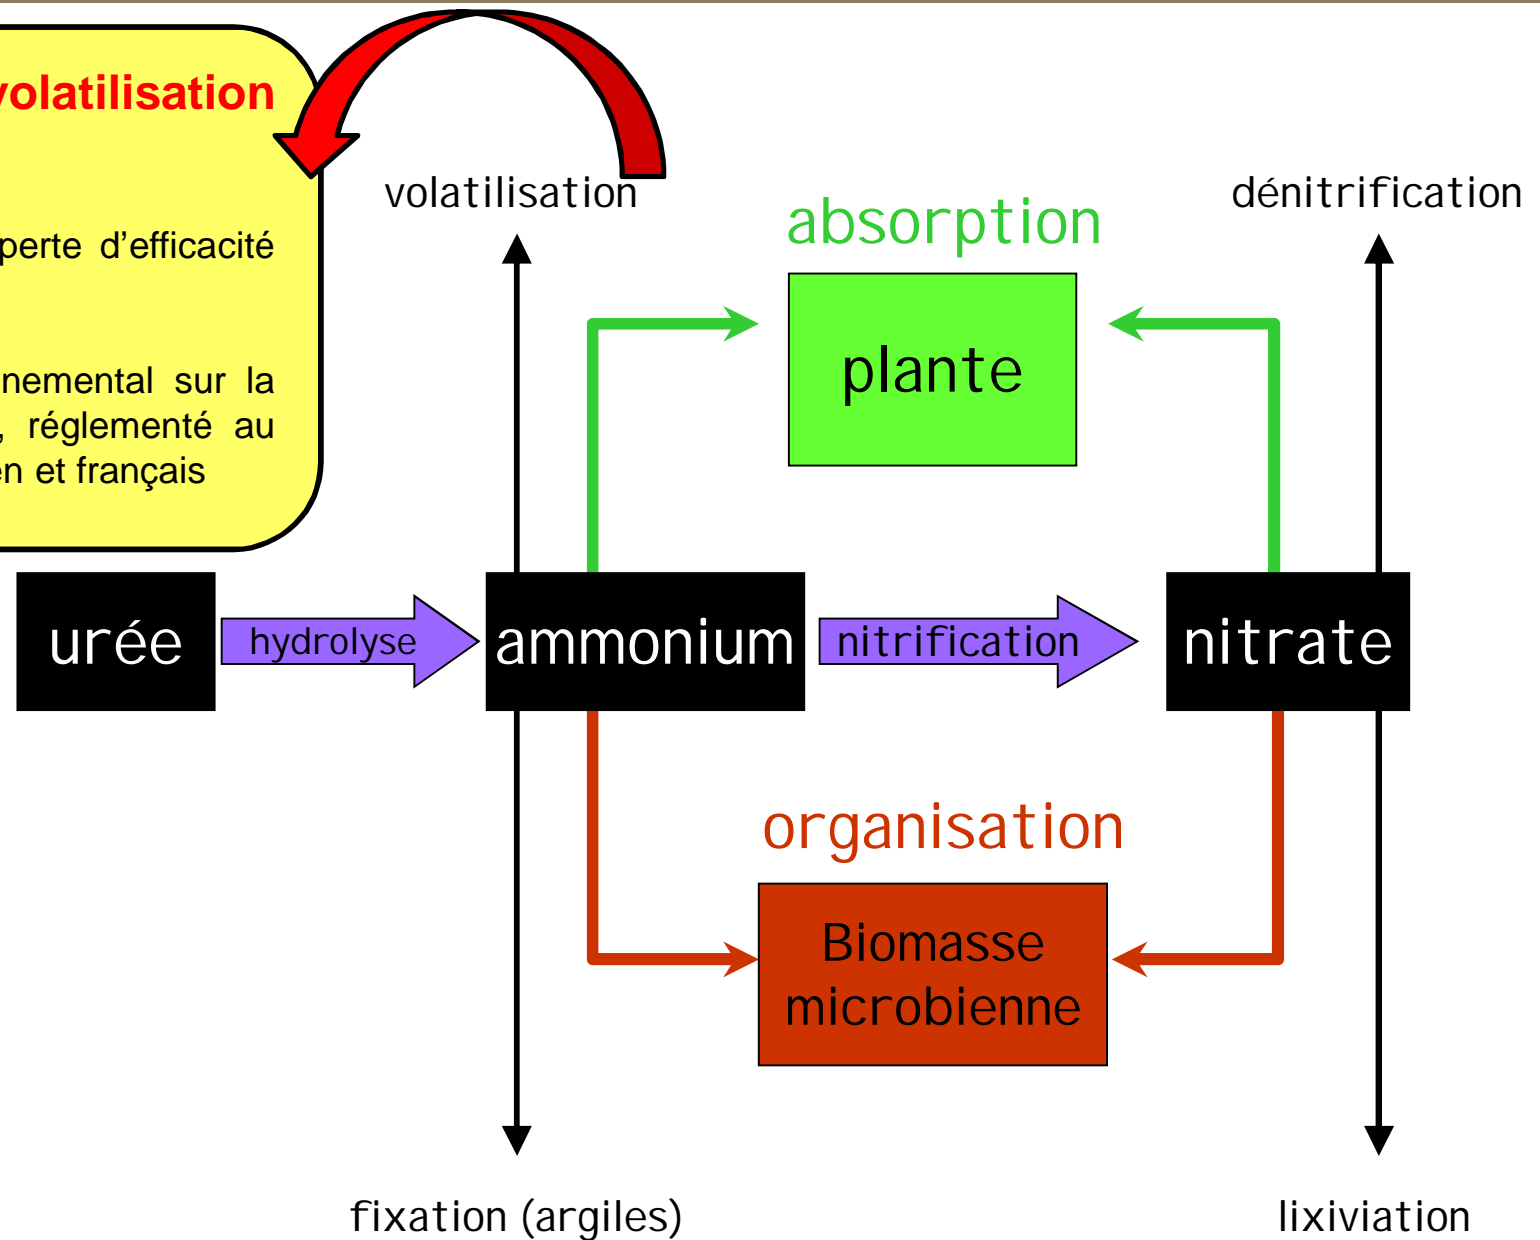 volatilisation
perte d’efficacité
nemental sur la
, réglementé au
en et français
volatilisation
absorption
dénitrification
plante
urée
hydrolyse
ammonium
nitrification
nitrate
organisation
Biomasse
microbienne
fixation (argiles)
lixiviation